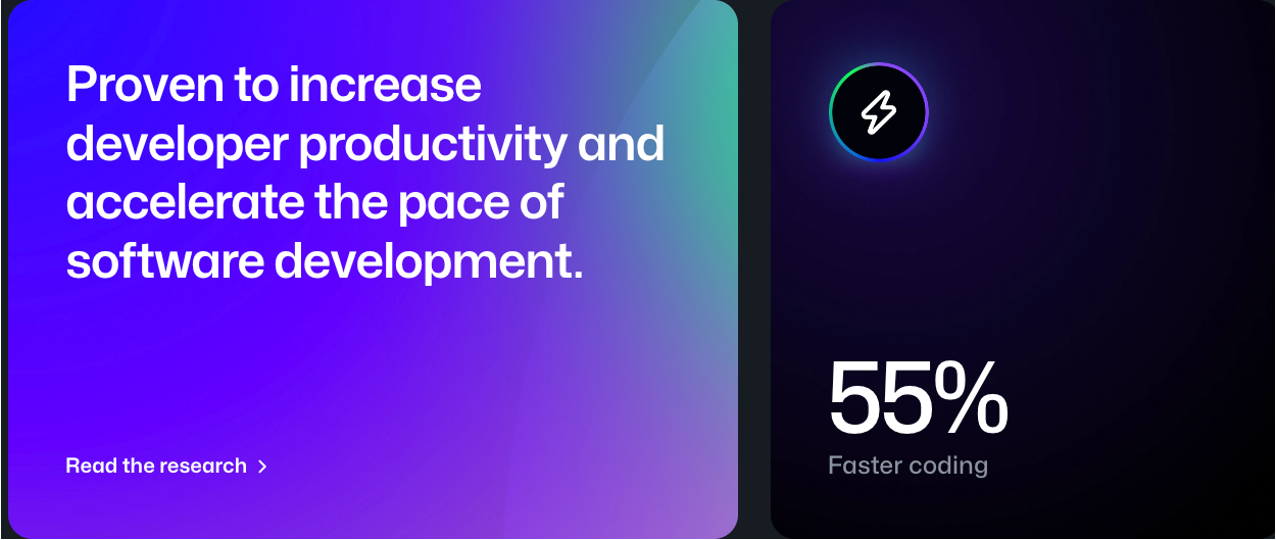 Proven to increase
developer productivity and
accelerate the pace of
software development.
Read the research
55%
Faster coding